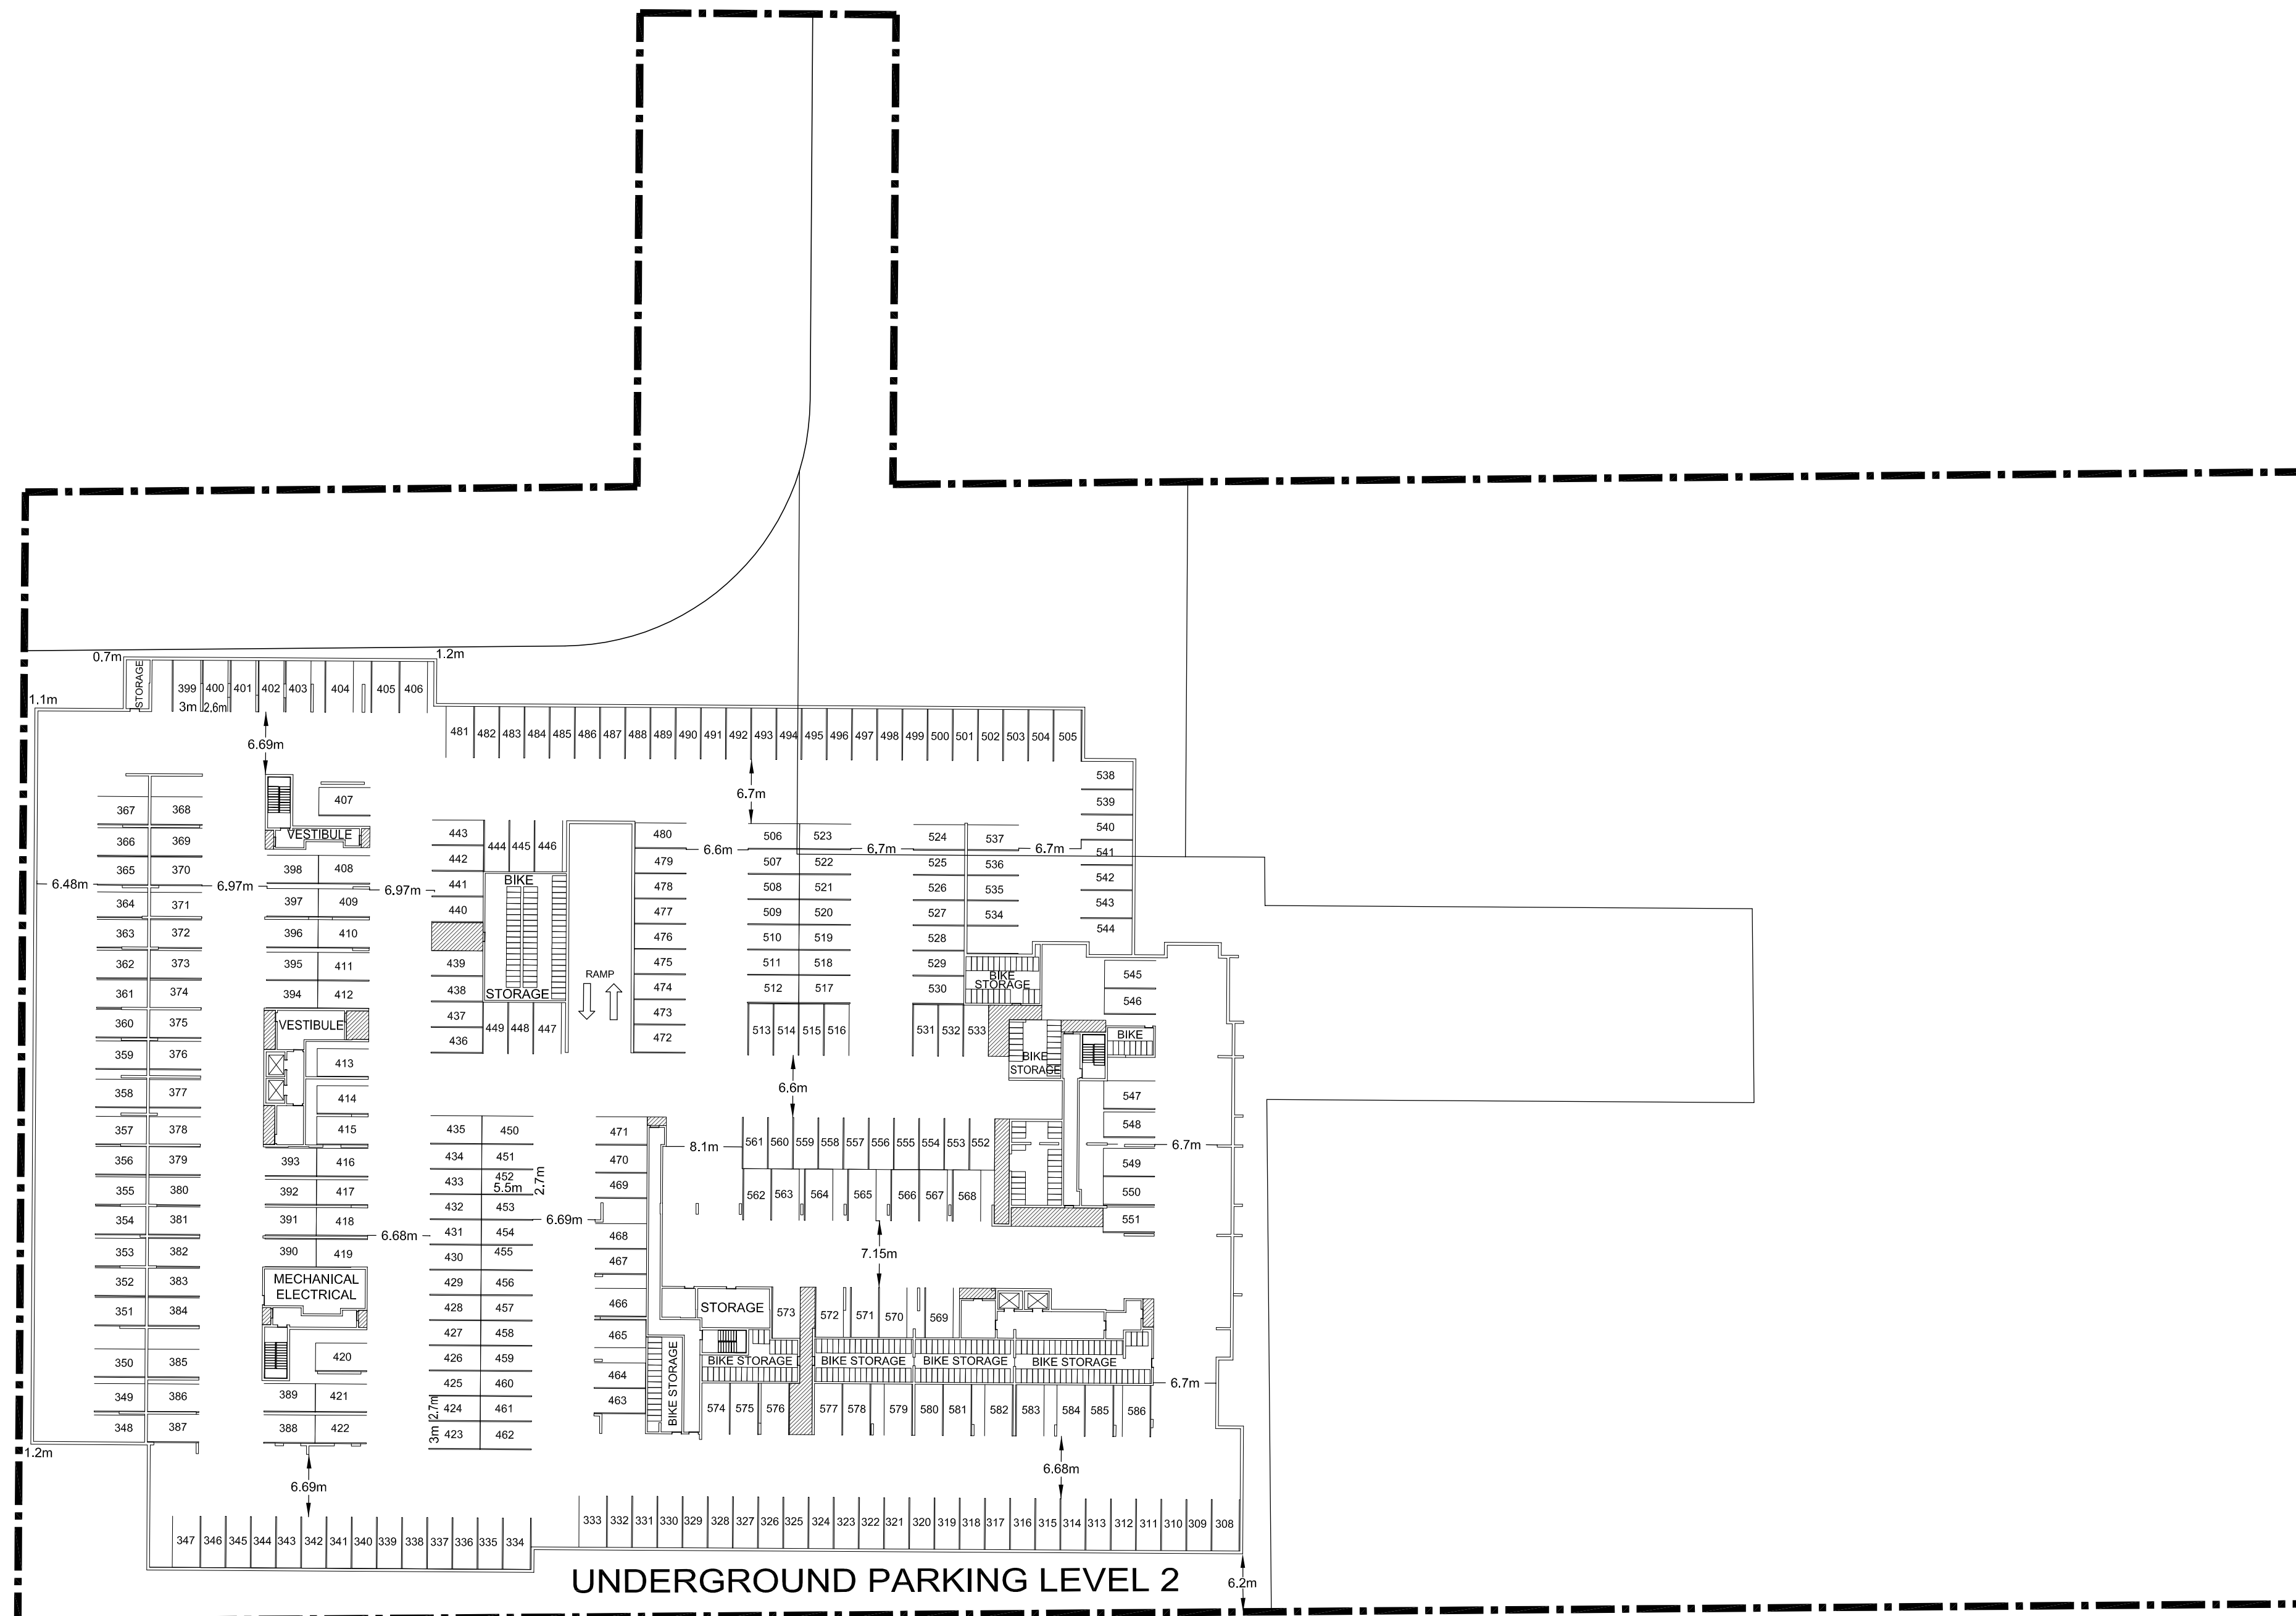 0.7m
1.2m
STORAGE
399 400 401 402 403 404 405 406
3m 2.6m
1.1m
6.69m
481 482 483 484 485 486 487 488 489 490 491 492 493 494 495 496 497 498 499 500 501 502 503 504 505
6.7m
538
539
540
541
542
543
544
407
VESTIBULE
367 368
366 369
365 370
364 371
363 372
362 373
361 374
360 375
359 376
358 377
357 378
356 379
355 380
354 381
353 382
352 383
351 384
350 385
349 386
348 387
6.48m
6.97m
6.97m
398 408
397 409
396 410
395 411
394 412
VESTIBULE
413
414
415
393 416
392 417
391 418
390 419
6.68m
MECHANICAL
ELECTRICAL
420
389 421
388 422
443
442
441
440
439
438
437
436
444 445 446
BIKE
STORAGE
449 448 447
RAMP
480
479
478
477
476
475
474
473
472
6.6m
6.7m
6.7m
506 523
507 522
508 521
509 520
510 519
511 518
512 517
513 514 515 516
524 537
525 536
526 535
527 534
528
529
530
531 532 533
BIKE
STORAGE
BIKE
STORAGE
BIKE
545
546
547
548
549
550
551
6.7m
6.6m
435 450
434 451
433 452
5.5m
2.7m
432 453
431 454
430 455
429 456
428 457
427 458
426 459
425 460
424 461
423 462
2.7m
3m
6.69m
471
470
469
468
467
466
465
464
463
8.1m
561 560 559 558 557 556 555 554 553 552
562 563 564 565 566 567 568
7.15m
STORAGE
573 572 571 570 569
BIKE STORAGE
BIKE STORAGE BIKE STORAGE BIKE STORAGE BIKE STORAGE
574 575 576 577 578 579 580 581 582 583 584 585 586
6.7m
1.2m
6.69m
6.68m
347 346 345 344 343 342 341 340 339 338 337 336 335 334
333 332 331 330 329 328 327 326 325 324 323 322 321 320 319 318 317 316 315 314 313 312 311 310 309 308
UNDERGROUND PARKING LEVEL 2
6.2m